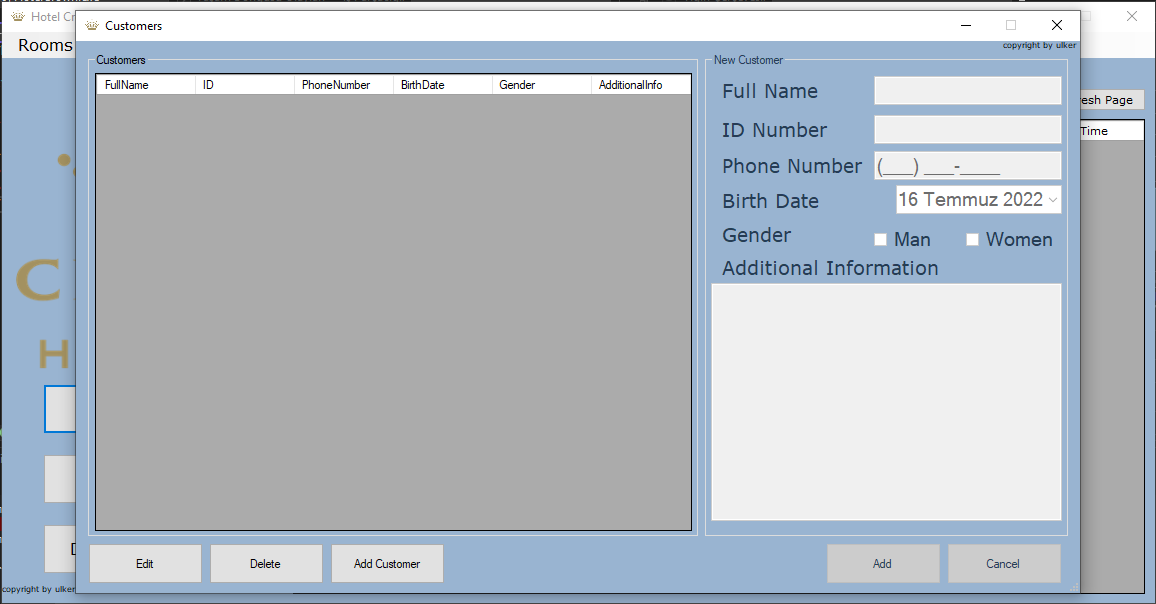 Hotel Cr
Customers
Rooms
copyright by ulker
Customers
FullName ID PhoneNumber BirthDate Gender AdditionalInfo
New Customer
Full Name
ID Number
Phone Number (___) ___-____
Birth Date 16 Temmuz 2022
Gender Man Women
Additional Information
resh Page
Time
C
H
Edit Delete Add Customer Add Cancel
copyright by ulker